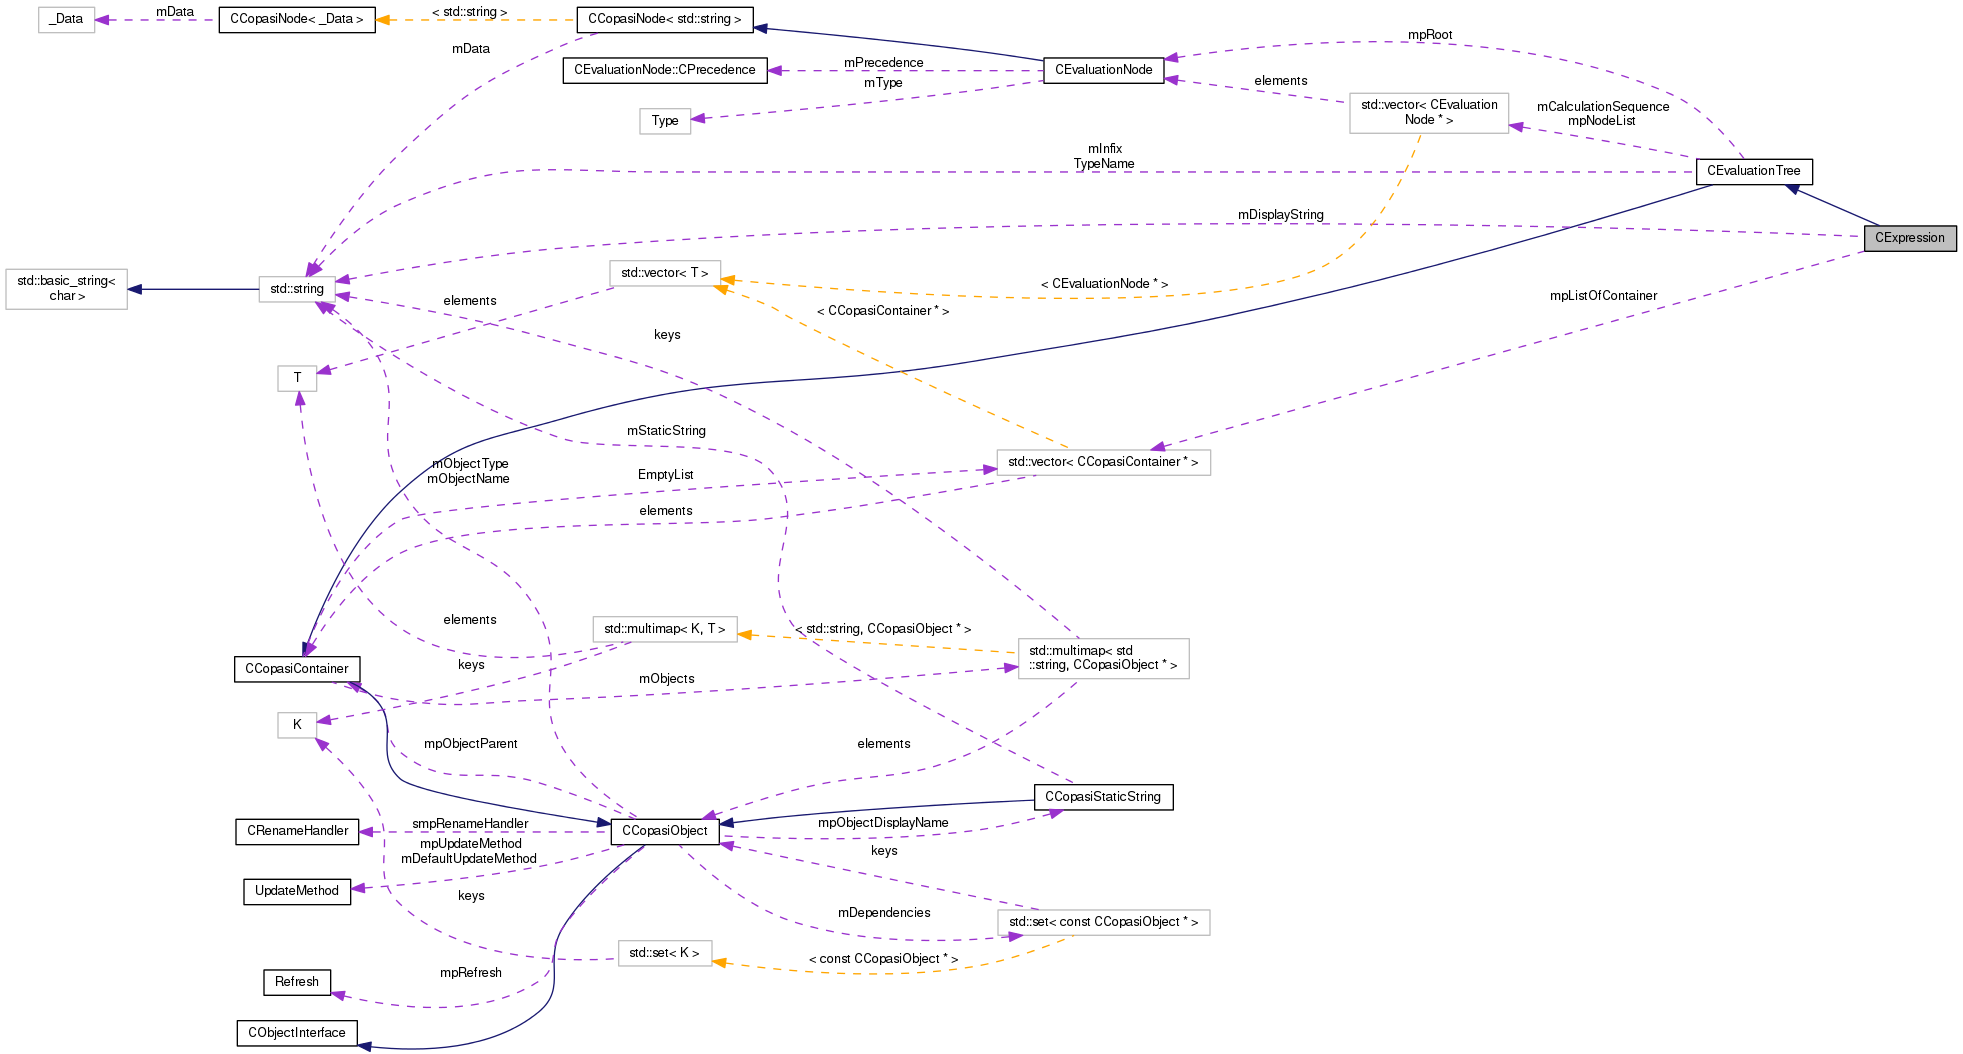 _Data
mData
CCopasiNode< _Data >
< std::string >
CCopasiNode< std::string >
mData
mpRoot
CEvaluationNode::CPrecedence
mPrecedence
mType
CEvaluationNode
elements
Type
std::vector< CEvaluation
Node * >
mCalculationSequence
mpNodeList
mInfix
TypeName
CEvaluationTree
mDisplayString
CExpression
std::basic_string<
char >
std::string
std::vector< T >
elements
< CEvaluationNode * >
mpListOfContainer
< CCopasiContainer * >
keys
T
mStaticString
mObjectType
mObjectName
EmptyList
std::vector< CCopasiContainer * >
elements
elements
std::multimap< K, T >
< std::string, CCopasiObject * >
std::multimap< std
::string, CCopasiObject * >
CCopasiContainer
keys
mObjects
K
mpObjectParent
elements
CCopasiStaticString
CRenameHandler
smpRenameHandler
CCopasiObject
mpObjectDisplayName
mpUpdateMethod
mDefaultUpdateMethod
keys
UpdateMethod
keys
mDependencies
std::set< const CCopasiObject * >
std::set< K >
< const CCopasiObject * >
mpRefresh
Refresh
CObjectInterface